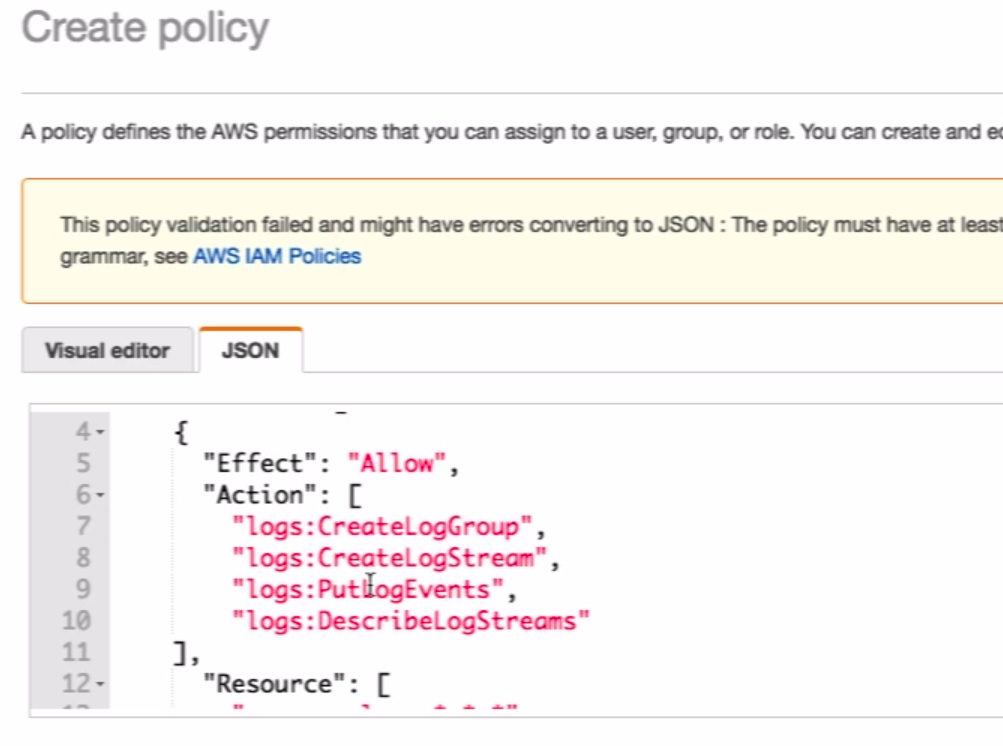 Create policy
A policy defines the AWS permissions that you can assign to a user, group, or role. You can create and
This policy validation failed and might have errors converting to JSON : The policy must have at least
grammar, see AWS IAM Policies
Visual editor JSON
4 {
5 "Effect": "Allow",
6 "Action": [
7 "logs:CreateLogGroup",
8 "logs:CreateLogStream",
9 "logs:PutLogEvents",
10 "logs:DescribeLogStreams"
11 ],
12 "Resource": [